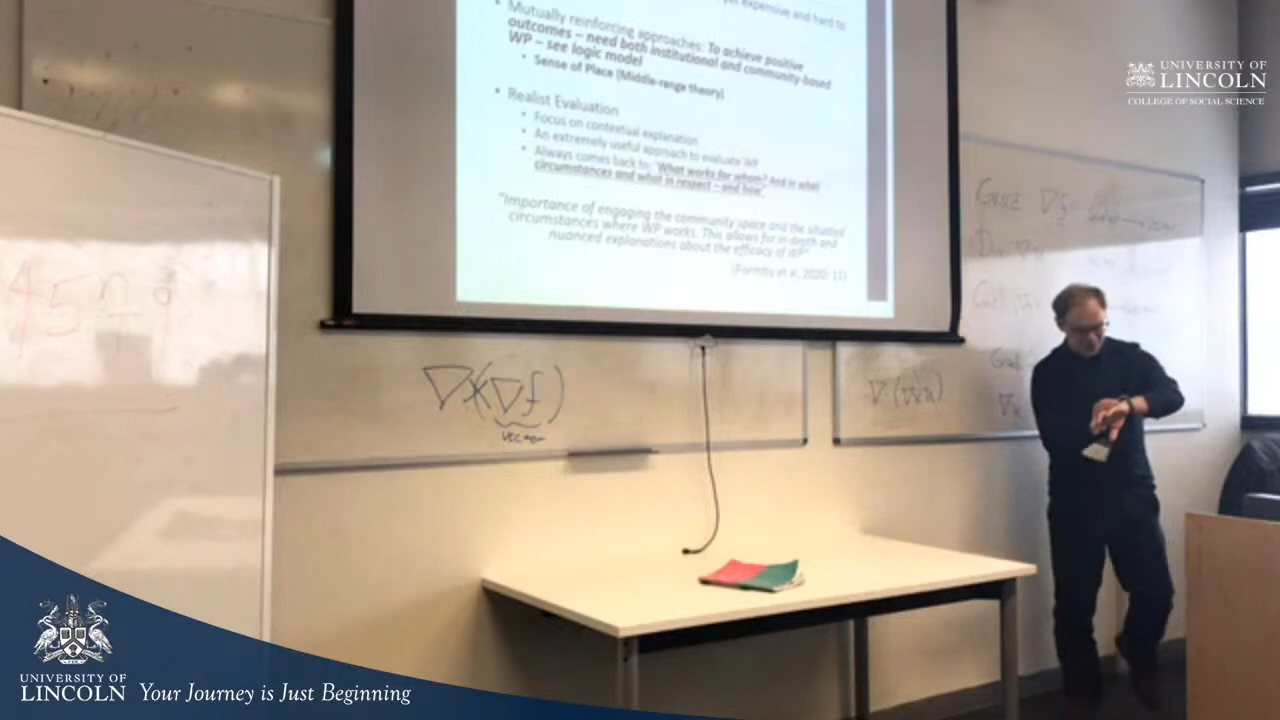 expensive and hard to
• Mutually reinforcing approaches: To achieve positive
outcomes – need both institutional and community-based
WP – see logic model
• Sense of Place (Middle-range theory)
• Realist Evaluation
• Focus on contextual explanation
• An extremely useful approach to evaluate WP
• Always comes back to: 'What works for whom? And in what
circumstances and what in respect – and how'
"Importance of engaging the community space and the situated
circumstances where WP works. This allows for in-depth and
nuanced explanations about the efficacy of WP"
(Formby et al, 2020: 11)
UNIVERSITY OF
LINCOLN
COLLEGE OF SOCIAL SCIENCE
Grad ∇f
45
∇×(∇f)
vector
∇·(∇×u)
Grad
∇×
UNIVERSITY OF
LINCOLN
Your Journey is Just Beginning